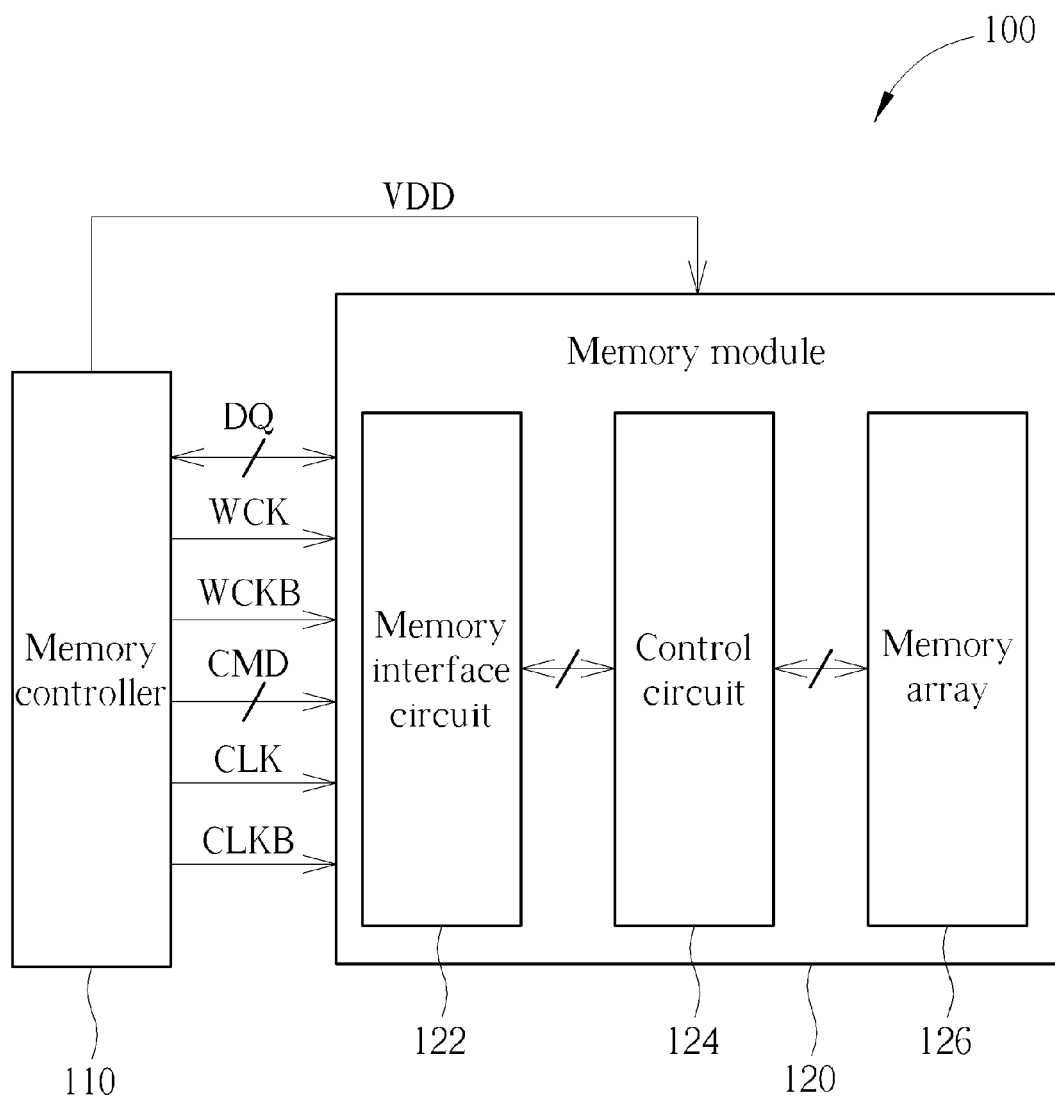 100
VDD
Memory module
DQ
WCK
WCKB
CMD
CLK
CLKB
Memory
controller
Memory
interface
circuit
Control
circuit
Memory
array
122
124
126
120
110